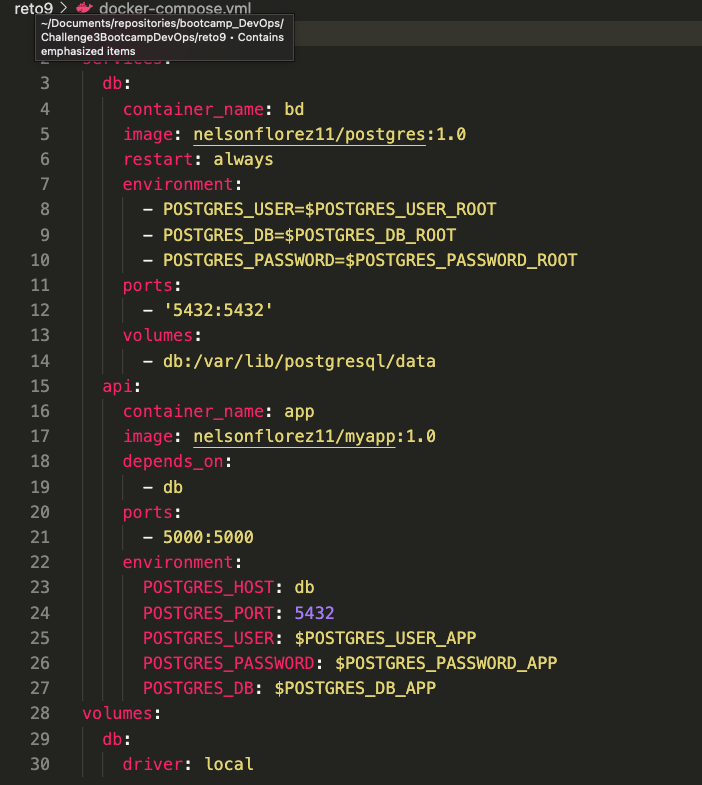 reto9 > docker-compose.yml
~/Documents/repositories/bootcamp_DevOps/
Challenge3BootcampDevOps/reto9 • Contains
emphasized items
2 services:
3 db:
4 container_name: bd
5 image: nelsonflorez11/postgres:1.0
6 restart: always
7 environment:
8 - POSTGRES_USER=$POSTGRES_USER_ROOT
9 - POSTGRES_DB=$POSTGRES_DB_ROOT
10 - POSTGRES_PASSWORD=$POSTGRES_PASSWORD_ROOT
11 ports:
12 - '5432:5432'
13 volumes:
14 - db:/var/lib/postgresql/data
15 api:
16 container_name: app
17 image: nelsonflorez11/myapp:1.0
18 depends_on:
19 - db
20 ports:
21 - 5000:5000
22 environment:
23 POSTGRES_HOST: db
24 POSTGRES_PORT: 5432
25 POSTGRES_USER: $POSTGRES_USER_APP
26 POSTGRES_PASSWORD: $POSTGRES_PASSWORD_APP
27 POSTGRES_DB: $POSTGRES_DB_APP
28 volumes:
29 db:
30 driver: local